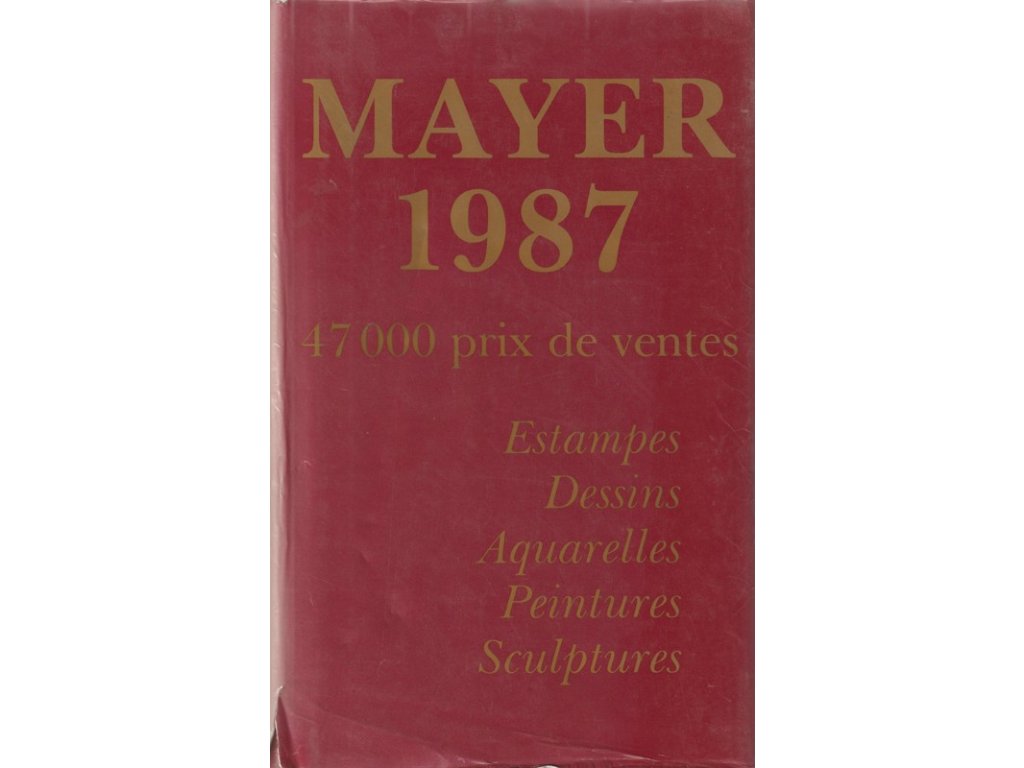 MAYER
1987
47 000 prix de ventes
Estampes
Dessins
Aquarelles
Peintures
Sculptures